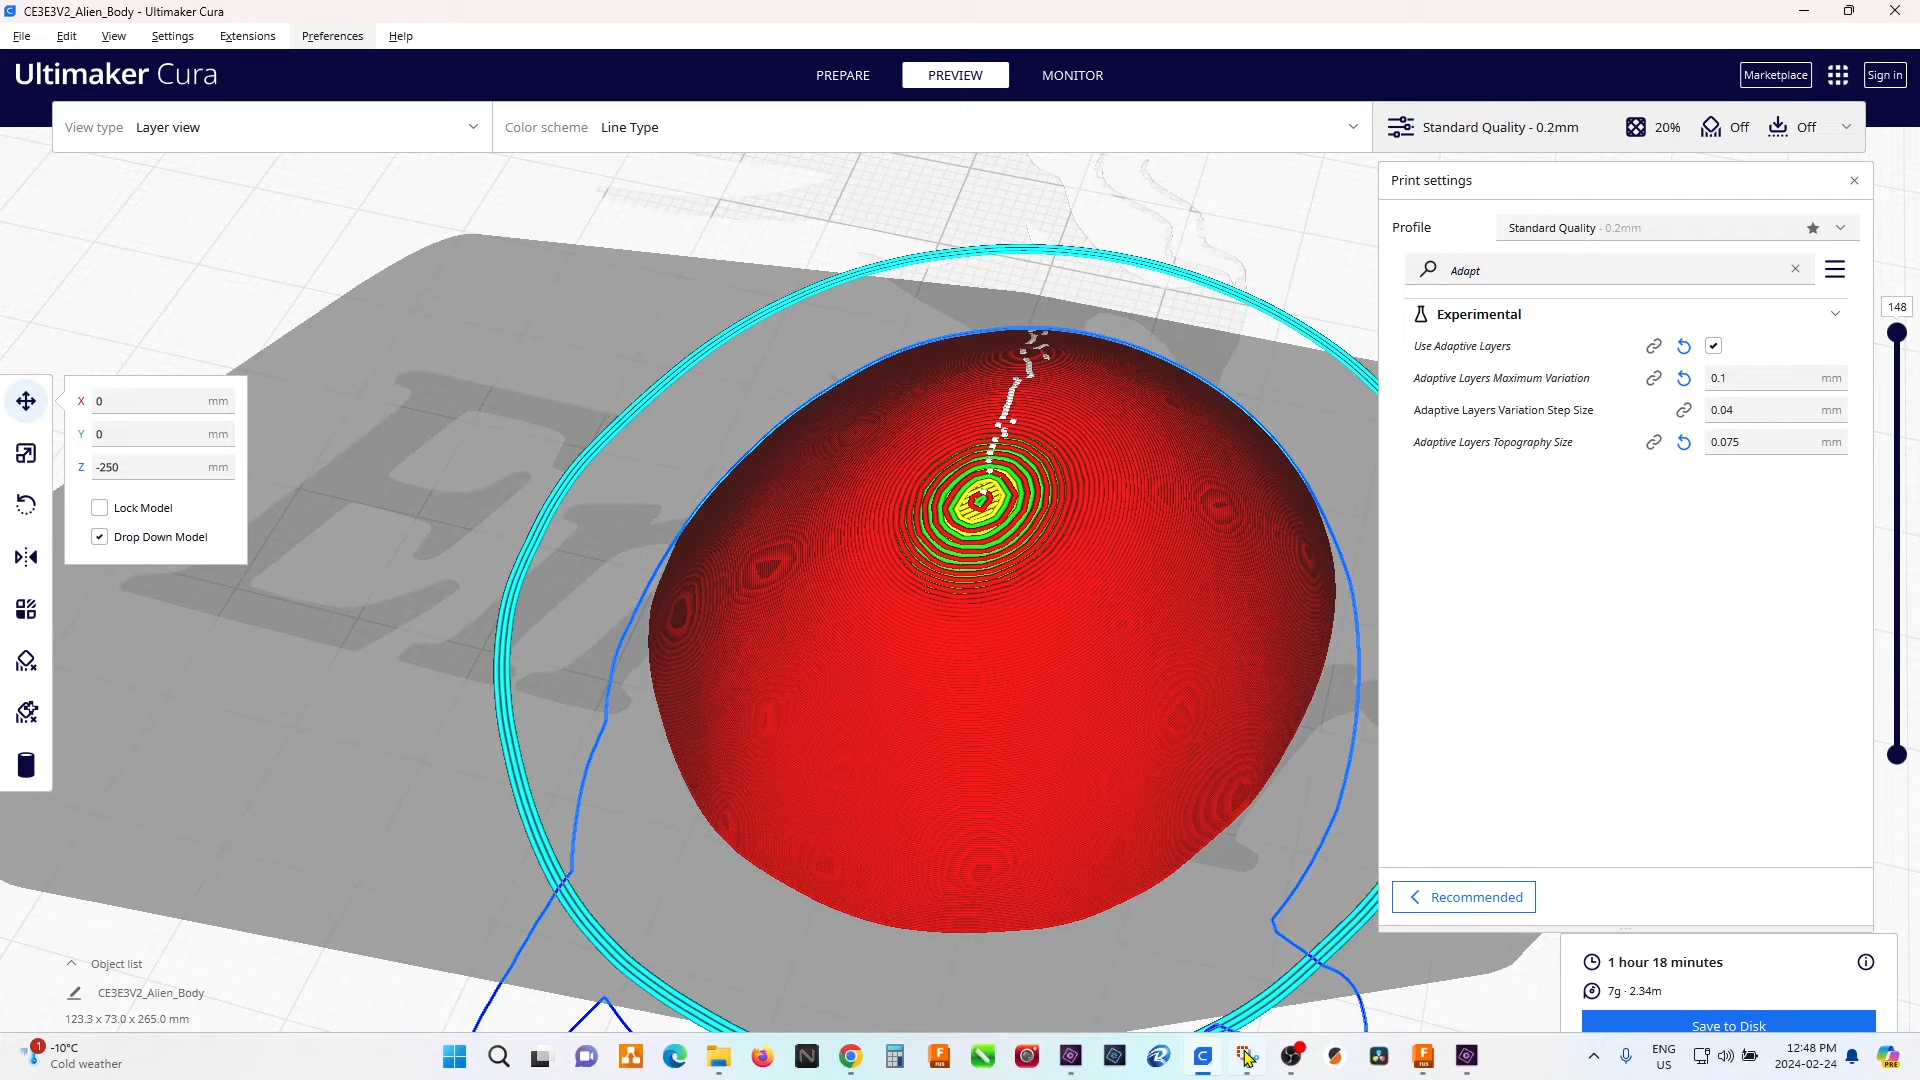 CE3E3V2_Alien_Body - Ultimaker Cura
File Edit View Settings Extensions Preferences Help
Ultimaker Cura
PREPARE PREVIEW MONITOR
Marketplace Sign in
View type Layer view
Color scheme Line Type
Standard Quality - 0.2mm 20% Off Off
Print settings
Profile Standard Quality - 0.2mm
Adapt
Experimental
Use Adaptive Layers
Adaptive Layers Maximum Variation 0.1 mm
Adaptive Layers Variation Step Size 0.04 mm
Adaptive Layers Topography Size 0.075 mm
148
X 0 mm
Y 0 mm
Z -250 mm
Lock Model
Drop Down Model
Recommended
Object list
CE3E3V2_Alien_Body
123.3 x 73.0 x 265.0 mm
1 hour 18 minutes
7g · 2.34m
Save to Disk
1
-10°C
Cold weather
ENG
US
12:48 PM
2024-02-24